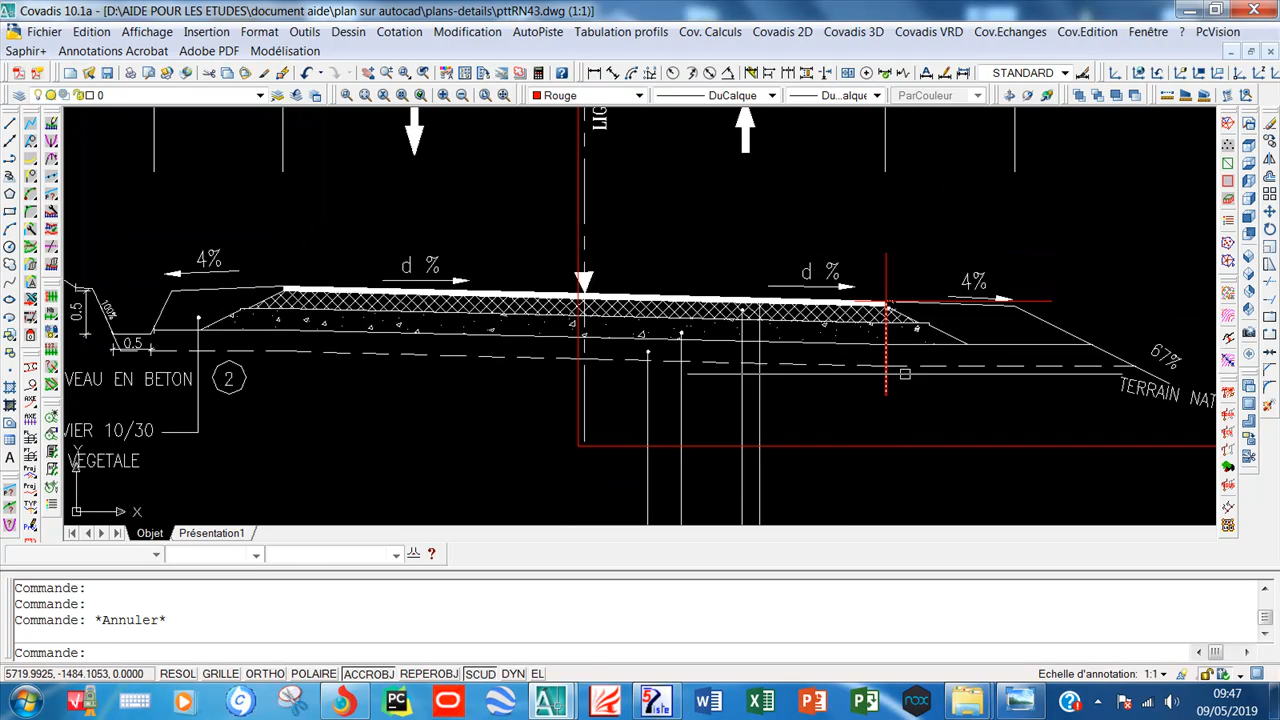 Covadis 10.1a - [D:\AIDE POUR LES ETUDES\document aide\plan sur autocad\plans-details\pttRN43.dwg (1:1)]
Fichier Edition Affichage Insertion Format Outils Dessin Cotation Modification AutoPiste Tabulation profils Cov. Calculs Covadis 2D Covadis 3D Covadis VRD Cov.Echanges Cov.Edition Fenêtre ? PcVision
Saphir+ Annotations Acrobat Adobe PDF Modélisation
STANDARD
0 Rouge DuCalque Du...alque ParCouleur
4% d % d % 4%
0.5 100% 67%
0.5
VEAU EN BETON 2
TERRAIN NAT
VIER 10/30
VEGETALE
Y
X
Objet Présentation1
Commande:
Commande:
Commande: *Annuler*
Commande:
5719.9925, -1484.1053, 0.0000 RESOL GRILLE ORTHO POLAIRE ACCROBJ REPEROBJ SCUD DYN EL Echelle d'annotation: 1:1
09:47
09/05/2019